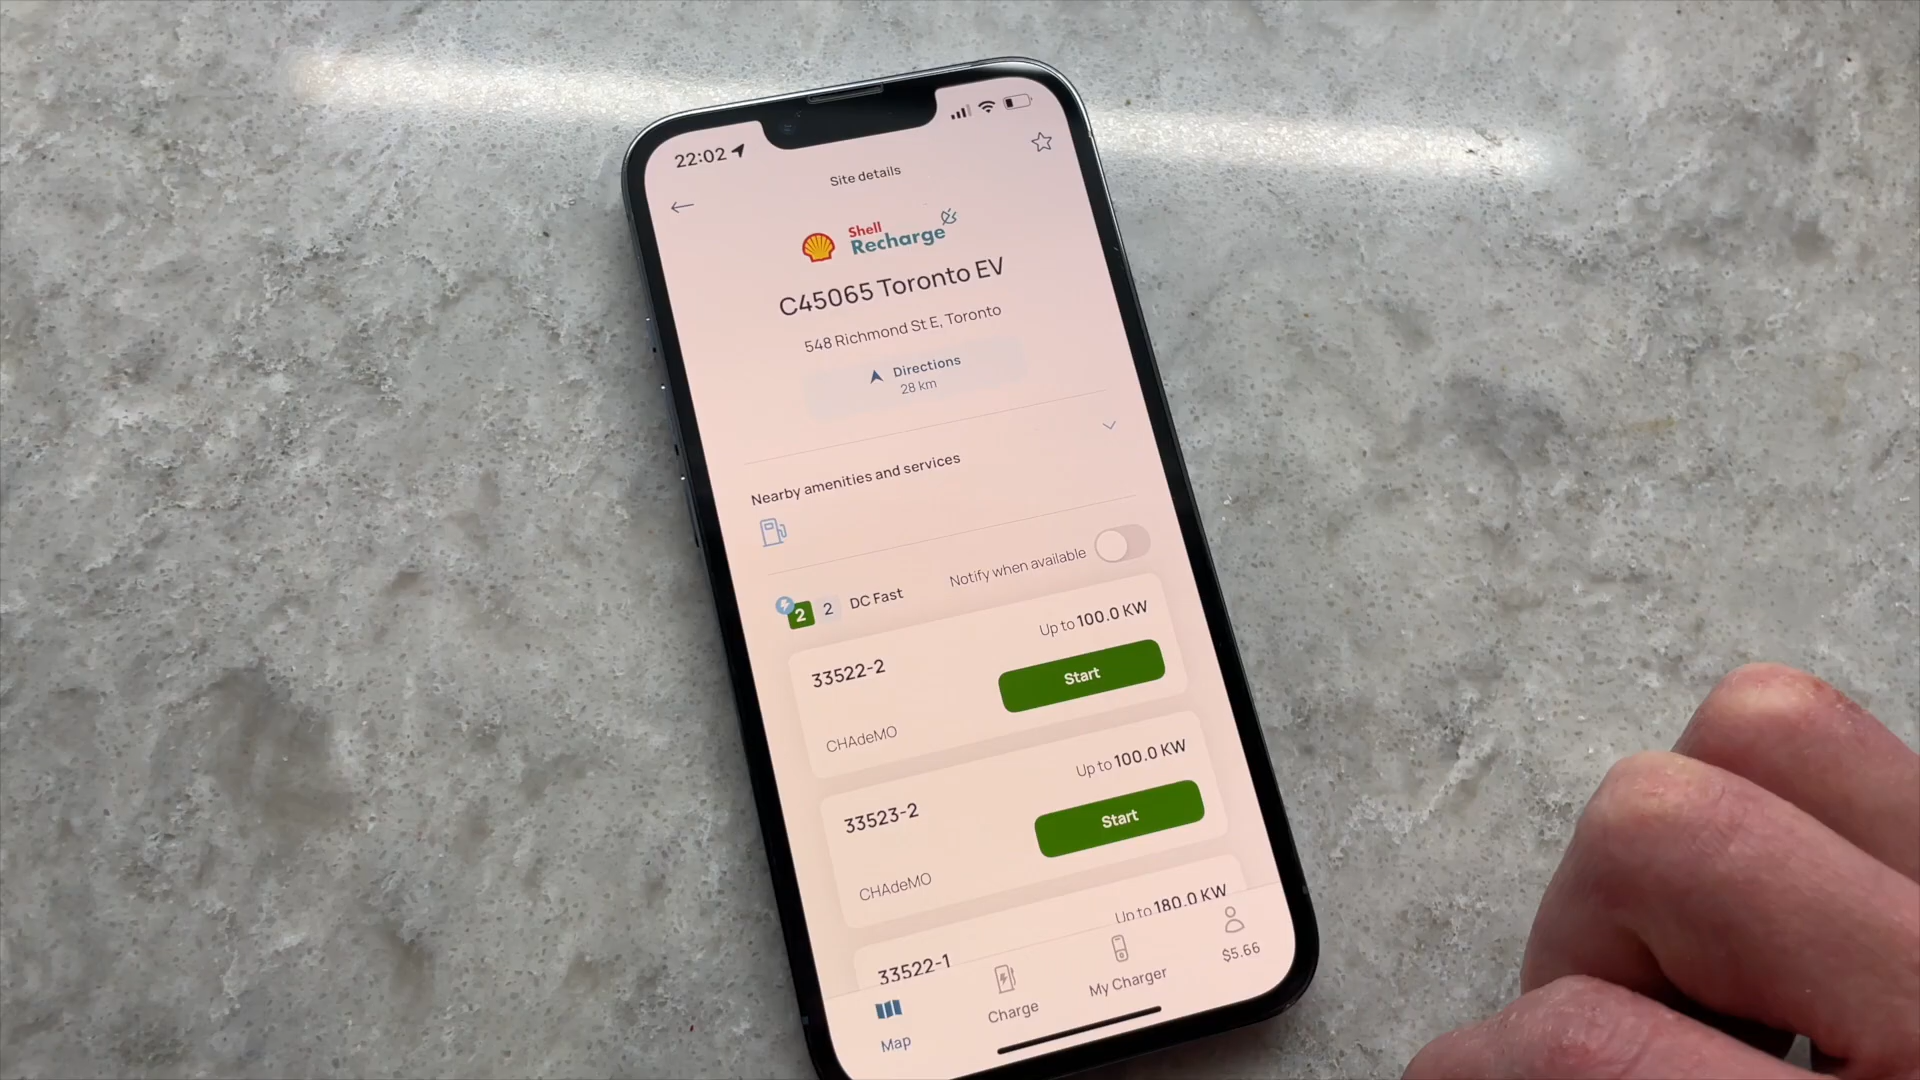 22:02
Site details
Shell
Recharge
C45065 Toronto EV
548 Richmond St E, Toronto
Directions
28 km
Nearby amenities and services
Notify when available
2 2 DC Fast
Up to 100.0 KW
33522-2
Start
CHAdeMO
Up to 100.0 KW
33523-2
Start
CHAdeMO
Up to 180.0 KW
33522-1
Map
Charge
My Charger
$5.66